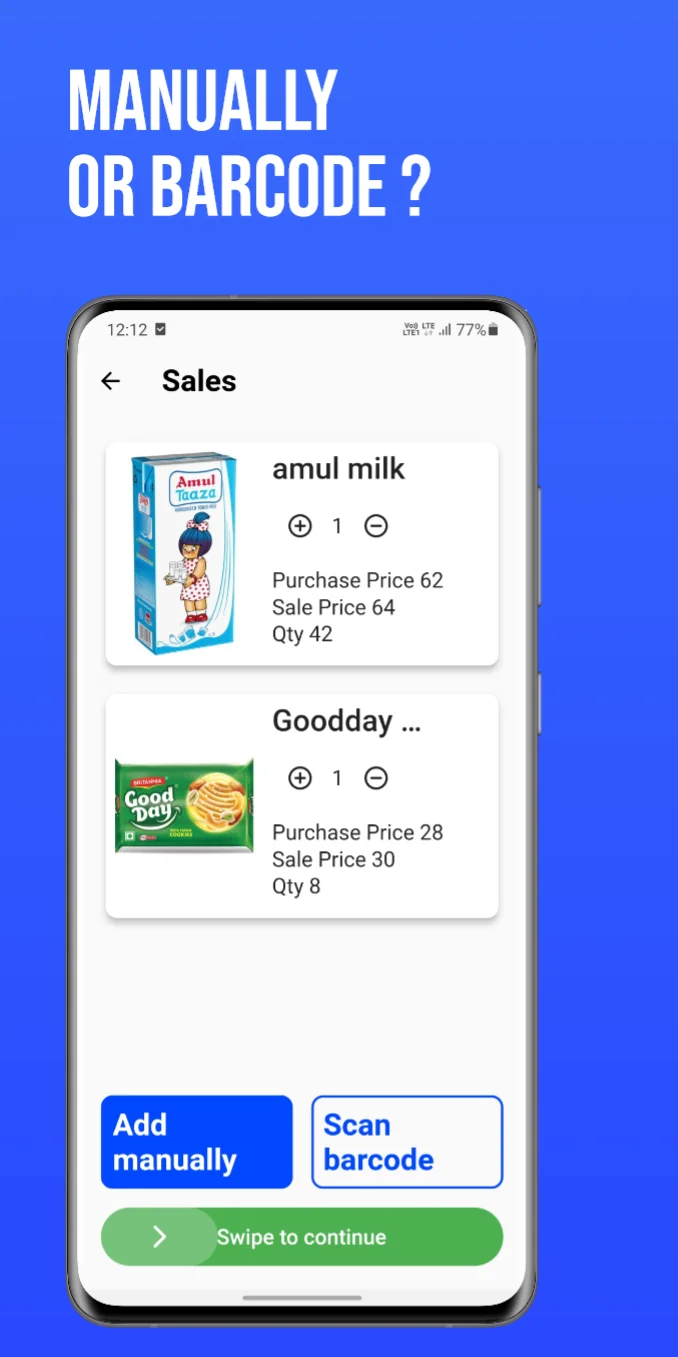 MANUALLY
OR BARCODE ?
12:12
Vo)) LTE
LTE1
77%
Sales
Amul
Taaza
amul milk
1
Purchase Price 62
Sale Price 64
Qty 42
Goodday ...
BRITANNIA
Good
Day
COOKIES
1
Purchase Price 28
Sale Price 30
Qty 8
Add
manually
Scan
barcode
Swipe to continue